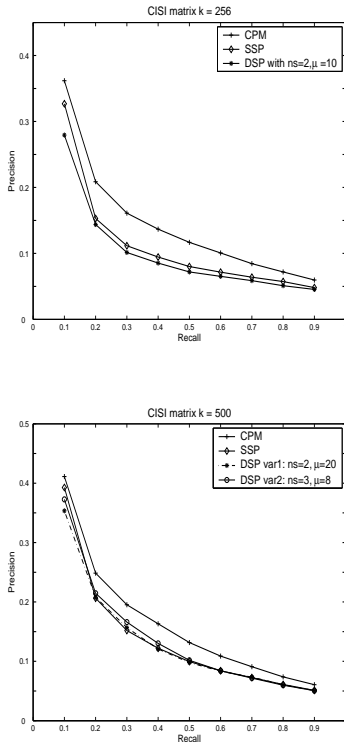 CISI matrix k = 256
CPM
SSP
DSP with ns=2,μ=10
0.4
0.3
0.2
0.1
0
Precision
0 0.1 0.2 0.3 0.4 0.5 0.6 0.7 0.8 0.9
Recall
CISI matrix k = 500
CPM
SSP
DSP var1: ns=2, μ=20
DSP var2: ns=3, μ=8
0.5
0.4
0.3
0.2
0.1
0
Precision
0 0.1 0.2 0.3 0.4 0.5 0.6 0.7 0.8 0.9
Recall